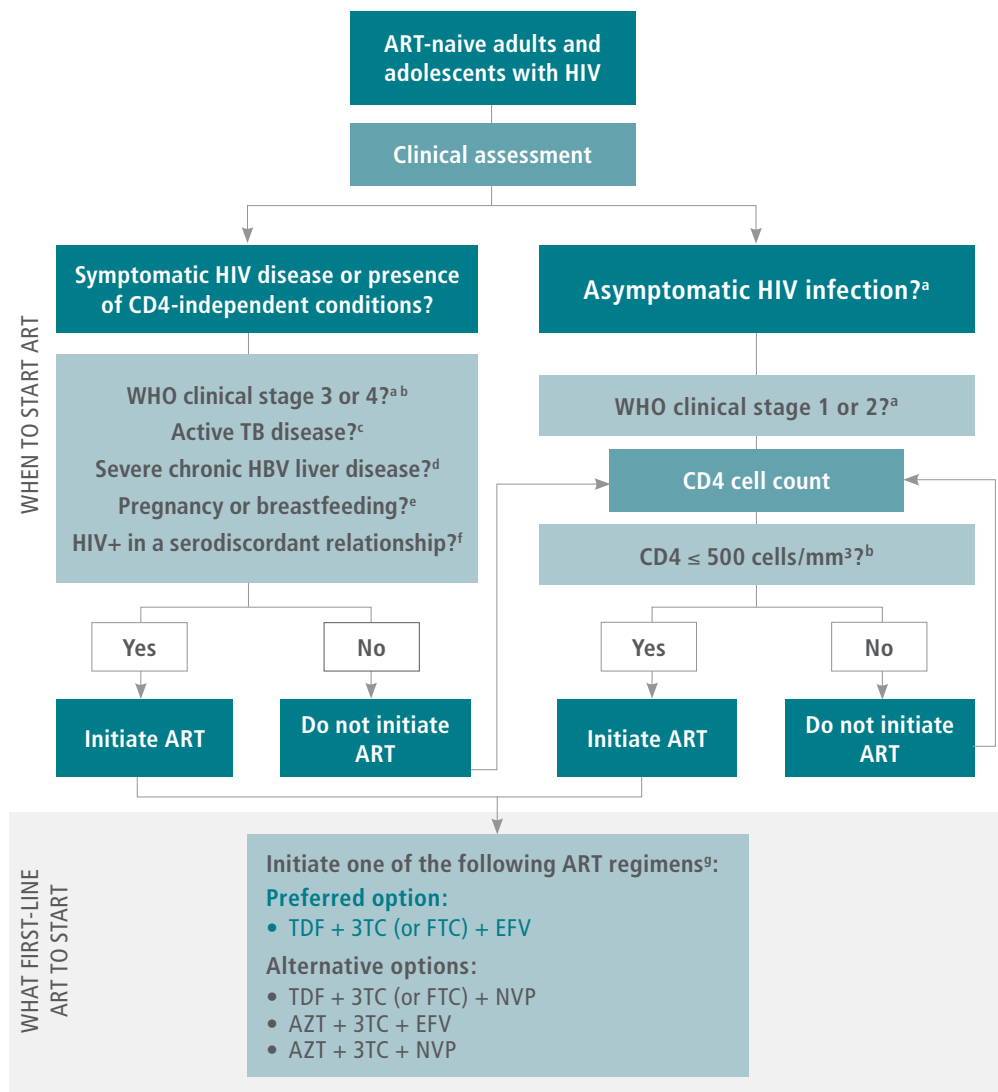 ART-naive adults and
adolescents with HIV
Clinical assessment
WHEN TO START ART
Symptomatic HIV disease or presence
of CD4-independent conditions?
WHO clinical stage 3 or 4?ᵃ ᵇ
Active TB disease?ᶜ
Severe chronic HBV liver disease?ᵈ
Pregnancy or breastfeeding?ᵉ
HIV+ in a serodiscordant relationship?ᶠ
Yes
No
Initiate ART
Do not initiate
ART
Asymptomatic HIV infection?ᵃ
WHO clinical stage 1 or 2?ᵃ
CD4 cell count
CD4 ≤ 500 cells/mm³?ᵇ
Yes
No
Initiate ART
Do not initiate
ART
WHAT FIRST-LINE
ART TO START
Initiate one of the following ART regimensᵍ:
Preferred option:
• TDF + 3TC (or FTC) + EFV
Alternative options:
• TDF + 3TC (or FTC) + NVP
• AZT + 3TC + EFV
• AZT + 3TC + NVP